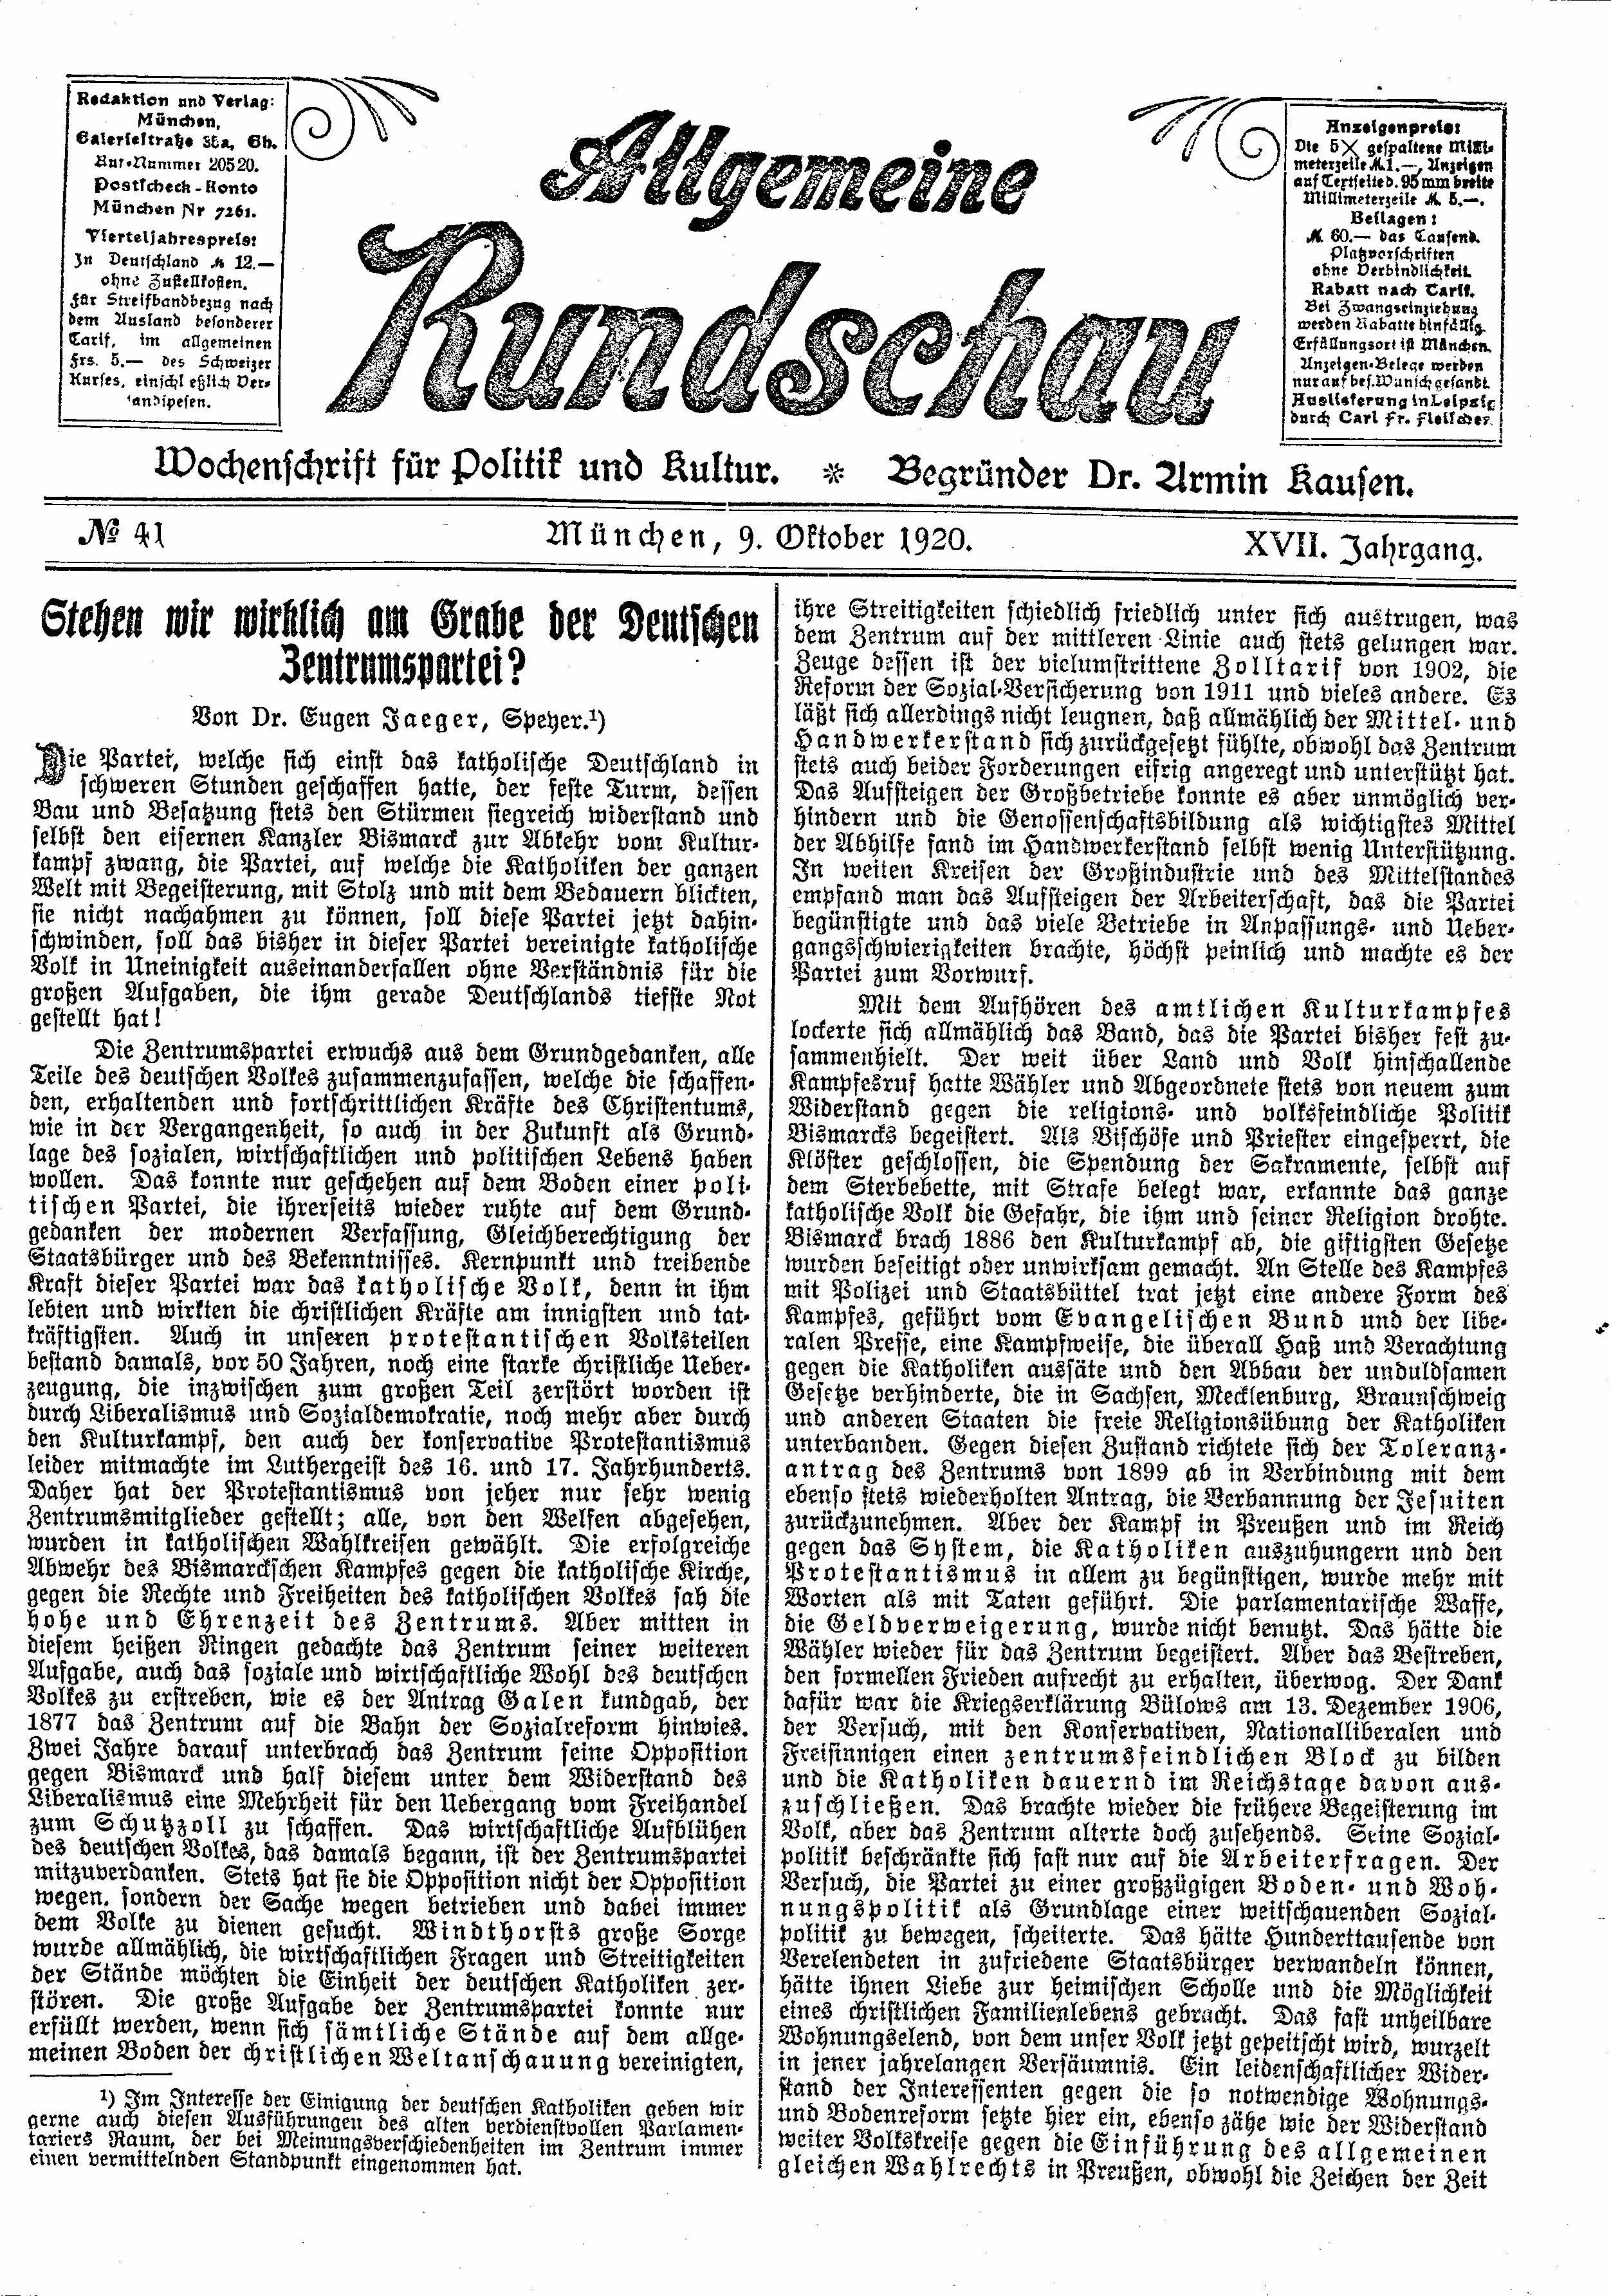 Redaktion und Verlag:
München,
Galeriestraße 35a, Gh.
Ruf-Nummer 20520.
Postscheck-Konto
München Nr 7261.
Vierteljahrespreis:
In Deutschland M 12.—
ohne Zustellkosten.
Für Streifbandbezug nach
dem Ausland besonderer
Tarif, im allgemeinen
Frs. 5.— des Schweizer
Kurses, einschl eßlich Ver-
andspesen.
Allgemeine
Rundschau
Anzeigenpreis:
Die 5× gespaltene Milli-
meterzeile M. 1.—, Anzeigen
auf Textseite d. 95 mm breite
Millimeterzeile M. 5.—.
Beilagen:
M. 60.— das Tausend.
Platzvorschriften
ohne Verbindlichkeit.
Rabatt nach Tarif.
Bei Zwangseinziehung
werden Rabatte hinfällig.
Erfüllungsort ist München.
Anzeigen-Belege werden
nur auf bes. Wunsch gesandt.
Auslieferung in Leipzig
durch Carl Fr. Fleischer.
Wochenschrift für Politik und Kultur. * Begründer Dr. Armin Kausen.
№ 41 München, 9. Oktober 1920. XVII. Jahrgang.
Stehen wir wirklich am Grabe der Deutschen
Zentrumspartei?
Von Dr. Eugen Jaeger, Speyer.¹)
Die Partei, welche sich einst das katholische Deutschland in
schweren Stunden geschaffen hatte, der feste Turm, dessen
Bau und Besatzung stets den Stürmen siegreich widerstand und
selbst den eisernen Kanzler Bismarck zur Abkehr vom Kultur-
kampf zwang, die Partei, auf welche die Katholiken der ganzen
Welt mit Begeisterung, mit Stolz und mit dem Bedauern blickten,
sie nicht nachahmen zu können, soll diese Partei jetzt dahin-
schwinden, soll das bisher in dieser Partei vereinigte katholische
Volk in Uneinigkeit auseinanderfallen ohne Verständnis für die
großen Aufgaben, die ihm gerade Deutschlands tiefste Not
gestellt hat!
Die Zentrumspartei erwuchs aus dem Grundgedanken, alle
Teile des deutschen Volkes zusammenzufassen, welche die schaffen-
den, erhaltenden und fortschrittlichen Kräfte des Christentums,
wie in der Vergangenheit, so auch in der Zukunft als Grund-
lage des sozialen, wirtschaftlichen und politischen Lebens haben
wollen. Das konnte nur geschehen auf dem Boden einer poli-
tischen Partei, die ihrerseits wieder ruhte auf dem Grund-
gedanken der modernen Verfassung, Gleichberechtigung der
Staatsbürger und des Bekenntnisses. Kernpunkt und treibende
Kraft dieser Partei war das katholische Volk, denn in ihm
lebten und wirkten die christlichen Kräfte am innigsten und tat-
kräftigsten. Auch in unseren protestantischen Volksteilen
bestand damals, vor 50 Jahren, noch eine starke christliche Ueber-
zeugung, die inzwischen zum großen Teil zerstört worden ist
durch Liberalismus und Sozialdemokratie, noch mehr aber durch
den Kulturkampf, den auch der konservative Protestantismus
leider mitmachte im Luthergeist des 16. und 17. Jahrhunderts.
Daher hat der Protestantismus von jeher nur sehr wenig
Zentrumsmitglieder gestellt; alle, von den Welfen abgesehen,
wurden in katholischen Wahlkreisen gewählt. Die erfolgreiche
Abwehr des Bismarckschen Kampfes gegen die katholische Kirche,
gegen die Rechte und Freiheiten des katholischen Volkes sah die
hohe und Ehrenzeit des Zentrums. Aber mitten in
diesem heißen Ringen gedachte das Zentrum seiner weiteren
Aufgabe, auch das soziale und wirtschaftliche Wohl des deutschen
Volkes zu erstreben, wie es der Antrag Galen kundgab, der
1877 das Zentrum auf die Bahn der Sozialreform hinwies.
Zwei Jahre darauf unterbrach das Zentrum seine Opposition
gegen Bismarck und half diesem unter dem Widerstand des
Liberalismus eine Mehrheit für den Uebergang vom Freihandel
zum Schutzzoll zu schaffen. Das wirtschaftliche Aufblühen
des deutschen Volkes, das damals begann, ist der Zentrumspartei
mitzuverdanken. Stets hat sie die Opposition nicht der Opposition
wegen, sondern der Sache wegen betrieben und dabei immer
dem Volke zu dienen gesucht. Windthorsts große Sorge
wurde allmählich, die wirtschaftlichen Fragen und Streitigkeiten
der Stände möchten die Einheit der deutschen Katholiken zer-
stören. Die große Aufgabe der Zentrumspartei konnte nur
erfüllt werden, wenn sich sämtliche Stände auf dem allge-
meinen Boden der christlichen Weltanschauung vereinigten,
¹) Im Interesse der Einigung der deutschen Katholiken geben wir
gerne auch diesen Ausführungen des alten verdienstvollen Parlamen-
tariers Raum, der bei Meinungsverschiedenheiten im Zentrum immer
einen vermittelnden Standpunkt eingenommen hat.
ihre Streitigkeiten schiedlich friedlich unter sich austrugen, was
dem Zentrum auf der mittleren Linie auch stets gelungen war.
Zeuge dessen ist der vielumstrittene Zolltarif von 1902, die
Reform der Sozial-Versicherung von 1911 und vieles andere. Es
läßt sich allerdings nicht leugnen, daß allmählich der Mittel- und
Handwerkerstand sich zurückgesetzt fühlte, obwohl das Zentrum
stets auch beider Forderungen eifrig angeregt und unterstützt hat.
Das Aufsteigen der Großbetriebe konnte es aber unmöglich ver-
hindern und die Genossenschaftsbildung als wichtigstes Mittel
der Abhilfe fand im Handwerkerstand selbst wenig Unterstützung.
In weiten Kreisen der Großindustrie und des Mittelstandes
empfand man das Aufsteigen der Arbeiterschaft, das die Partei
begünstigte und das viele Betriebe in Anpassungs- und Ueber-
gangsschwierigkeiten brachte, höchst peinlich und machte es der
Partei zum Vorwurf.
Mit dem Aufhören des amtlichen Kulturkampfes
lockerte sich allmählich das Band, das die Partei bisher fest zu-
sammenhielt. Der weit über Land und Volk hinschallende
Kampfesruf hatte Wähler und Abgeordnete stets von neuem zum
Widerstand gegen die religions- und volksfeindliche Politik
Bismarcks begeistert. Als Bischöfe und Priester eingesperrt, die
Klöster geschlossen, die Spendung der Sakramente, selbst auf
dem Sterbebette, mit Strafe belegt war, erkannte das ganze
katholische Volk die Gefahr, die ihm und seiner Religion drohte.
Bismarck brach 1886 den Kulturkampf ab, die giftigsten Gesetze
wurden beseitigt oder unwirksam gemacht. An Stelle des Kampfes
mit Polizei und Staatsbüttel trat jetzt eine andere Form des
Kampfes, geführt vom Evangelischen Bund und der libe-
ralen Presse, eine Kampfweise, die überall Haß und Verachtung
gegen die Katholiken aussäte und den Abbau der unduldsamen
Gesetze verhinderte, die in Sachsen, Mecklenburg, Braunschweig
und anderen Staaten die freie Religionsübung der Katholiken
unterbanden. Gegen diesen Zustand richtete sich der Toleranz-
antrag des Zentrums von 1899 ab in Verbindung mit dem
ebenso stets wiederholten Antrag, die Verbannung der Jesuiten
zurückzunehmen. Aber der Kampf in Preußen und im Reich
gegen das System, die Katholiken auszuhungern und den
Protestantismus in allem zu begünstigen, wurde mehr mit
Worten als mit Taten geführt. Die parlamentarische Waffe,
die Geldverweigerung, wurde nicht benutzt. Das hätte die
Wähler wieder für das Zentrum begeistert. Aber das Bestreben,
den formellen Frieden aufrecht zu erhalten, überwog. Der Dank
dafür war die Kriegserklärung Bülows am 13. Dezember 1906,
der Versuch, mit den Konservativen, Nationalliberalen und
Freisinnigen einen zentrumsfeindlichen Block zu bilden
und die Katholiken dauernd im Reichstage davon aus-
zuschließen. Das brachte wieder die frühere Begeisterung im
Volk, aber das Zentrum alterte doch zusehends. Seine Sozial-
politik beschränkte sich fast nur auf die Arbeiterfragen. Der
Versuch, die Partei zu einer großzügigen Boden- und Woh-
nungspolitik als Grundlage einer weitschauenden Sozial-
politik zu bewegen, scheiterte. Das hätte Hunderttausende von
Verelendeten in zufriedene Staatsbürger verwandeln können,
hätte ihnen Liebe zur heimischen Scholle und die Möglichkeit
eines christlichen Familienlebens gebracht. Das fast unheilbare
Wohnungselend, von dem unser Volk jetzt gepeitscht wird, wurzelt
in jener jahrelangen Versäumnis. Ein leidenschaftlicher Wider-
stand der Interessenten gegen die so notwendige Wohnungs-
und Bodenreform setzte hier ein, ebenso zähe wie der Widerstand
weiter Volkskreise gegen die Einführung des allgemeinen
gleichen Wahlrechts in Preußen, obwohl die Zeichen der Zeit